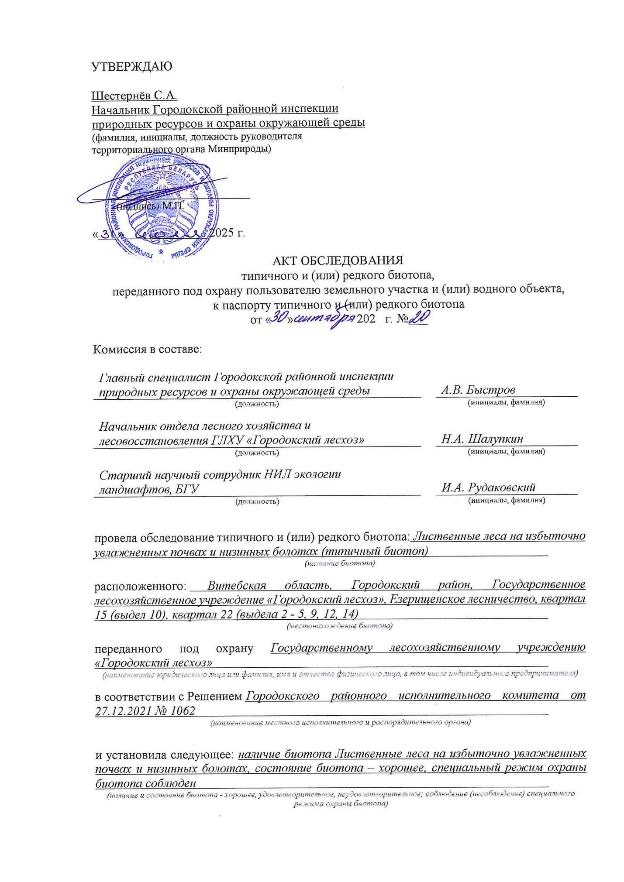 УТВЕРЖДАЮ
Шестернёв С.А.
Начальник Городокской районной инспекции
природных ресурсов и охраны окружающей среды
(фамилия, инициалы, должность руководителя
территориального органа Минприроды)
(подпись) М.П.
2025 г.
АКТ ОБСЛЕДОВАНИЯ
типичного и (или) редкого биотопа,
переданного под охрану пользователю земельного участка и (или) водного объекта,
к паспорту типичного и (или) редкого биотопа
от «30» сентября 202 г. № 20
Комиссия в составе:
Главный специалист Городокской районной инспекции
природных ресурсов и охраны окружающей среды А.В. Быстров
(должность) (инициалы, фамилия)
Начальник отдела лесного хозяйства и
лесовосстановления ГЛХУ «Городокский лесхоз» Н.А. Шалупкин
(должность) (инициалы, фамилия)
Старший научный сотрудник НИЛ экологии
ландшафтов, БГУ И.А. Рудаковский
(должность) (инициалы, фамилия)
провела обследование типичного и (или) редкого биотопа: Лиственные леса на избыточно
увлажненных почвах и низинных болотах (типичный биотоп)
(название биотопа)
расположенного: Витебская область, Городокский район, Государственное
лесохозяйственное учреждение «Городокский лесхоз», Езерищенское лесничество, квартал
15 (выдел 10), квартал 22 (выдела 2 - 5, 9, 12, 14)
(местонахождение биотопа)
переданного под охрану Государственному лесохозяйственному учреждению
«Городокский лесхоз»
(наименование юридического лица или фамилия, имя и отчество физического лица, в том числе индивидуального предпринимателя)
в соответствии с Решением Городокского районного исполнительного комитета от
27.12.2021 № 1062
(наименование местного исполнительного и распорядительного органа)
и установила следующее: наличие биотопа Лиственные леса на избыточно увлажненных
почвах и низинных болотах, состояние биотопа – хорошее, специальный режим охраны
биотопа соблюден
(наличие и состояние биотопа - хорошее, удовлетворительное, неудовлетворительное; соблюдение (несоблюдение) специального
режима охраны биотопа)